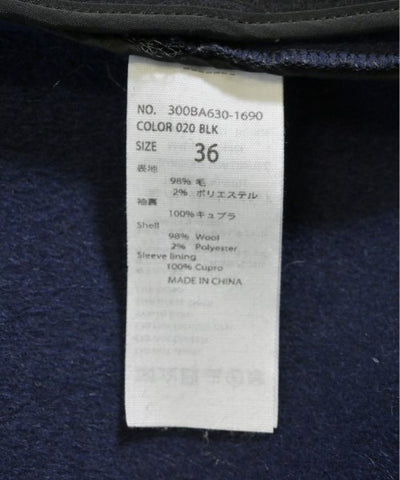 NO. 300BA630-1690
COLOR 020 BLK
SIZE 36
表地
98% 毛
2% ポリエステル
袖裏
100% キュプラ
Shell
98% Wool
2% Polyester
Sleeve lining
100% Cupro
MADE IN CHINA